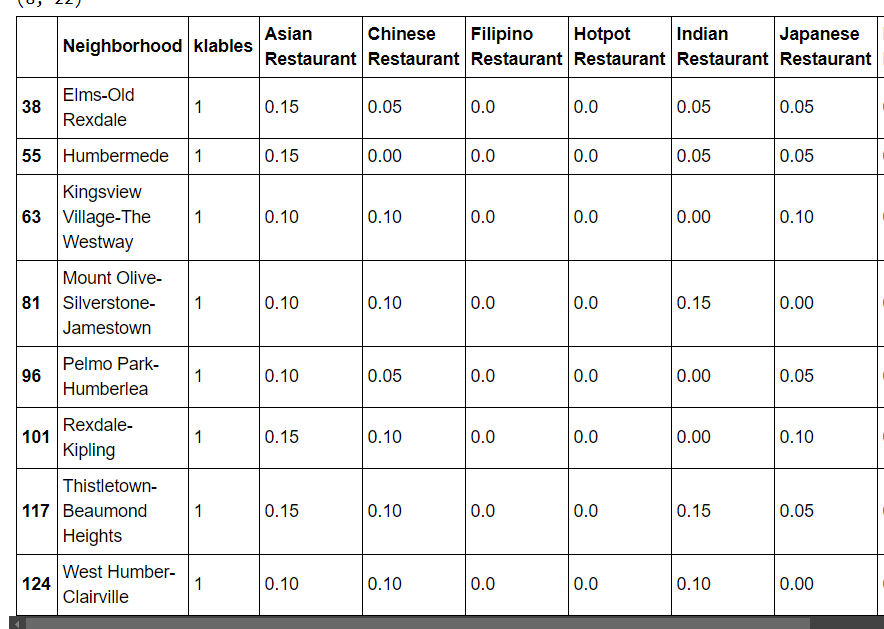 (8, 22)
Neighborhood klables Asian Restaurant Chinese Restaurant Filipino Restaurant Hotpot Restaurant Indian Restaurant Japanese Restaurant
38 Elms-Old Rexdale 1 0.15 0.05 0.0 0.0 0.05 0.05
55 Humbermede 1 0.15 0.00 0.0 0.0 0.05 0.05
63 Kingsview Village-The Westway 1 0.10 0.10 0.0 0.0 0.00 0.10
81 Mount Olive-Silverstone-Jamestown 1 0.10 0.10 0.0 0.0 0.15 0.00
96 Pelmo Park-Humberlea 1 0.10 0.05 0.0 0.0 0.00 0.05
101 Rexdale-Kipling 1 0.15 0.10 0.0 0.0 0.00 0.10
117 Thistletown-Beaumond Heights 1 0.15 0.10 0.0 0.0 0.15 0.05
124 West Humber-Clairville 1 0.10 0.10 0.0 0.0 0.10 0.00